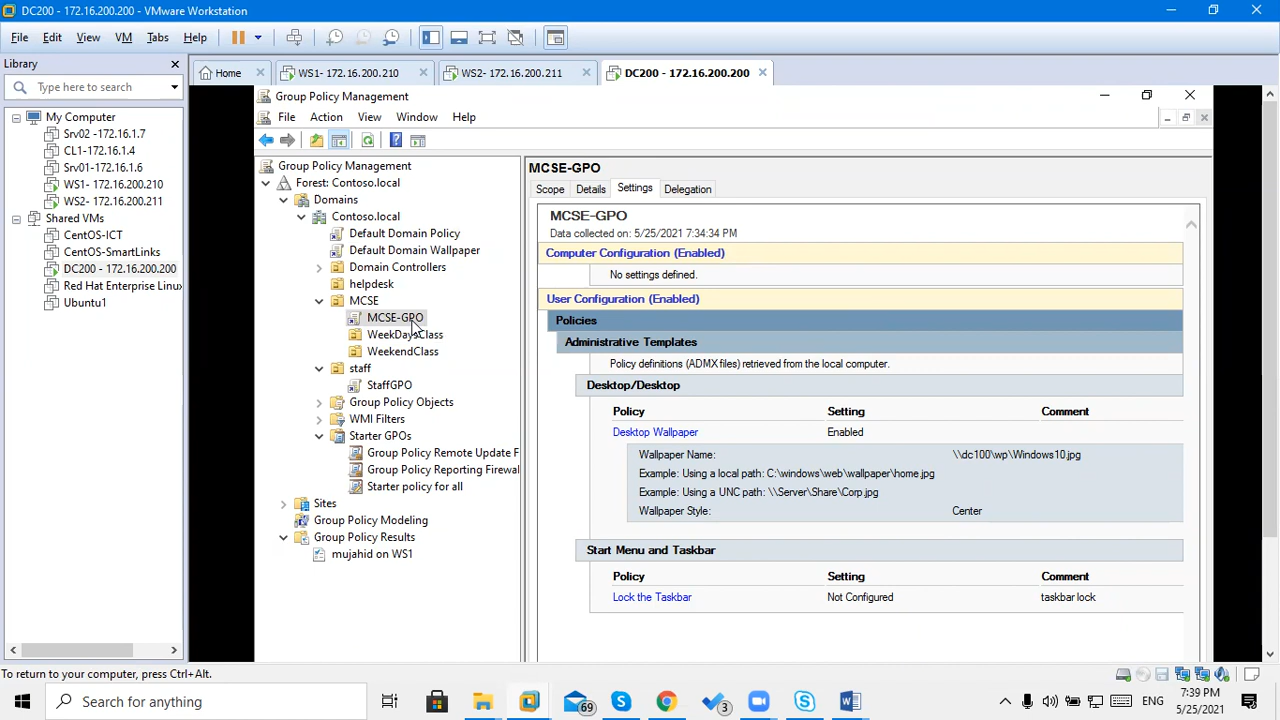 DC200 - 172.16.200.200 - VMware Workstation
File Edit View VM Tabs Help
Library
Type here to search
My Computer
Srv02 -172.16.1.7
CL1-172.16.1.4
Srv01-172.16.1.6
WS1- 172.16.200.210
WS2- 172.16.200.211
Shared VMs
CentOS-ICT
CentOS-SmartLinks
DC200 - 172.16.200.200
Red Hat Enterprise Linux
Ubuntu1
Home WS1- 172.16.200.210 WS2- 172.16.200.211 DC200 - 172.16.200.200
Group Policy Management
File Action View Window Help
Group Policy Management
Forest: Contoso.local
Domains
Contoso.local
Default Domain Policy
Default Domain Wallpaper
Domain Controllers
helpdesk
MCSE
MCSE-GPO
WeekDaysClass
WeekendClass
staff
StaffGPO
Group Policy Objects
WMI Filters
Starter GPOs
Group Policy Remote Update F
Group Policy Reporting Firewal
Starter policy for all
Sites
Group Policy Modeling
Group Policy Results
mujahid on WS1
MCSE-GPO
Scope Details Settings Delegation
MCSE-GPO
Data collected on: 5/25/2021 7:34:34 PM
Computer Configuration (Enabled)
No settings defined.
User Configuration (Enabled)
Policies
Administrative Templates
Policy definitions (ADMX files) retrieved from the local computer.
Desktop/Desktop
Policy Setting Comment
Desktop Wallpaper Enabled
Wallpaper Name: \\dc100\wp\Windows10.jpg
Example: Using a local path: C:\windows\web\wallpaper\home.jpg
Example: Using a UNC path: \\Server\Share\Corp.jpg
Wallpaper Style: Center
Start Menu and Taskbar
Policy Setting Comment
Lock the Taskbar Not Configured taskbar lock
To return to your computer, press Ctrl+Alt.
Search for anything
69
3
ENG
7:39 PM
5/25/2021